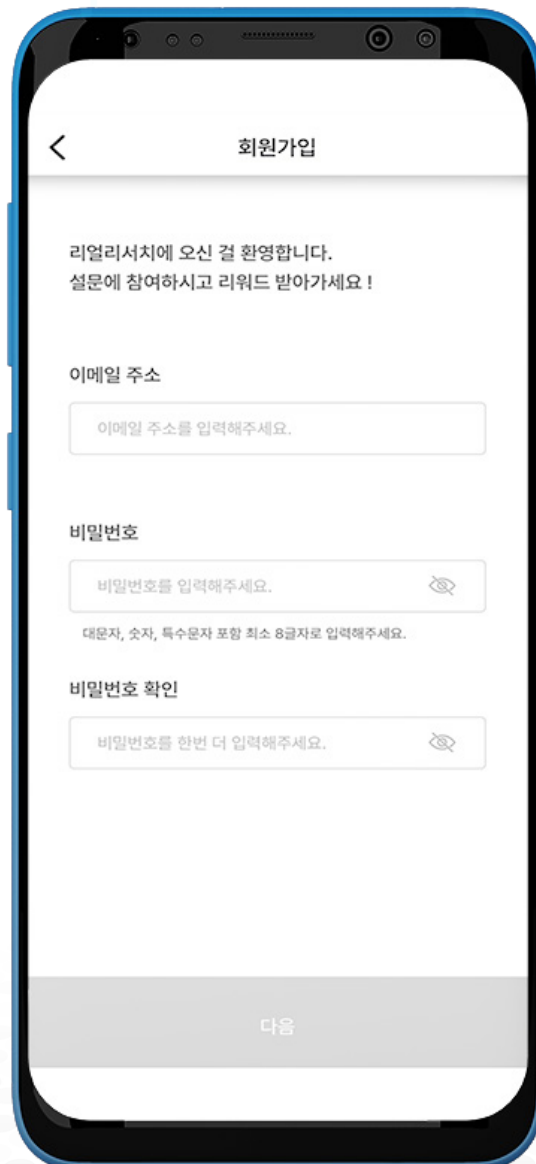 회원가입
리얼리서치에 오신 걸 환영합니다.
설문에 참여하시고 리워드 받아가세요 !
이메일 주소
이메일 주소를 입력해주세요.
비밀번호
비밀번호를 입력해주세요.
대문자, 숫자, 특수문자 포함 최소 8글자로 입력해주세요.
비밀번호 확인
비밀번호를 한번 더 입력해주세요.
다음